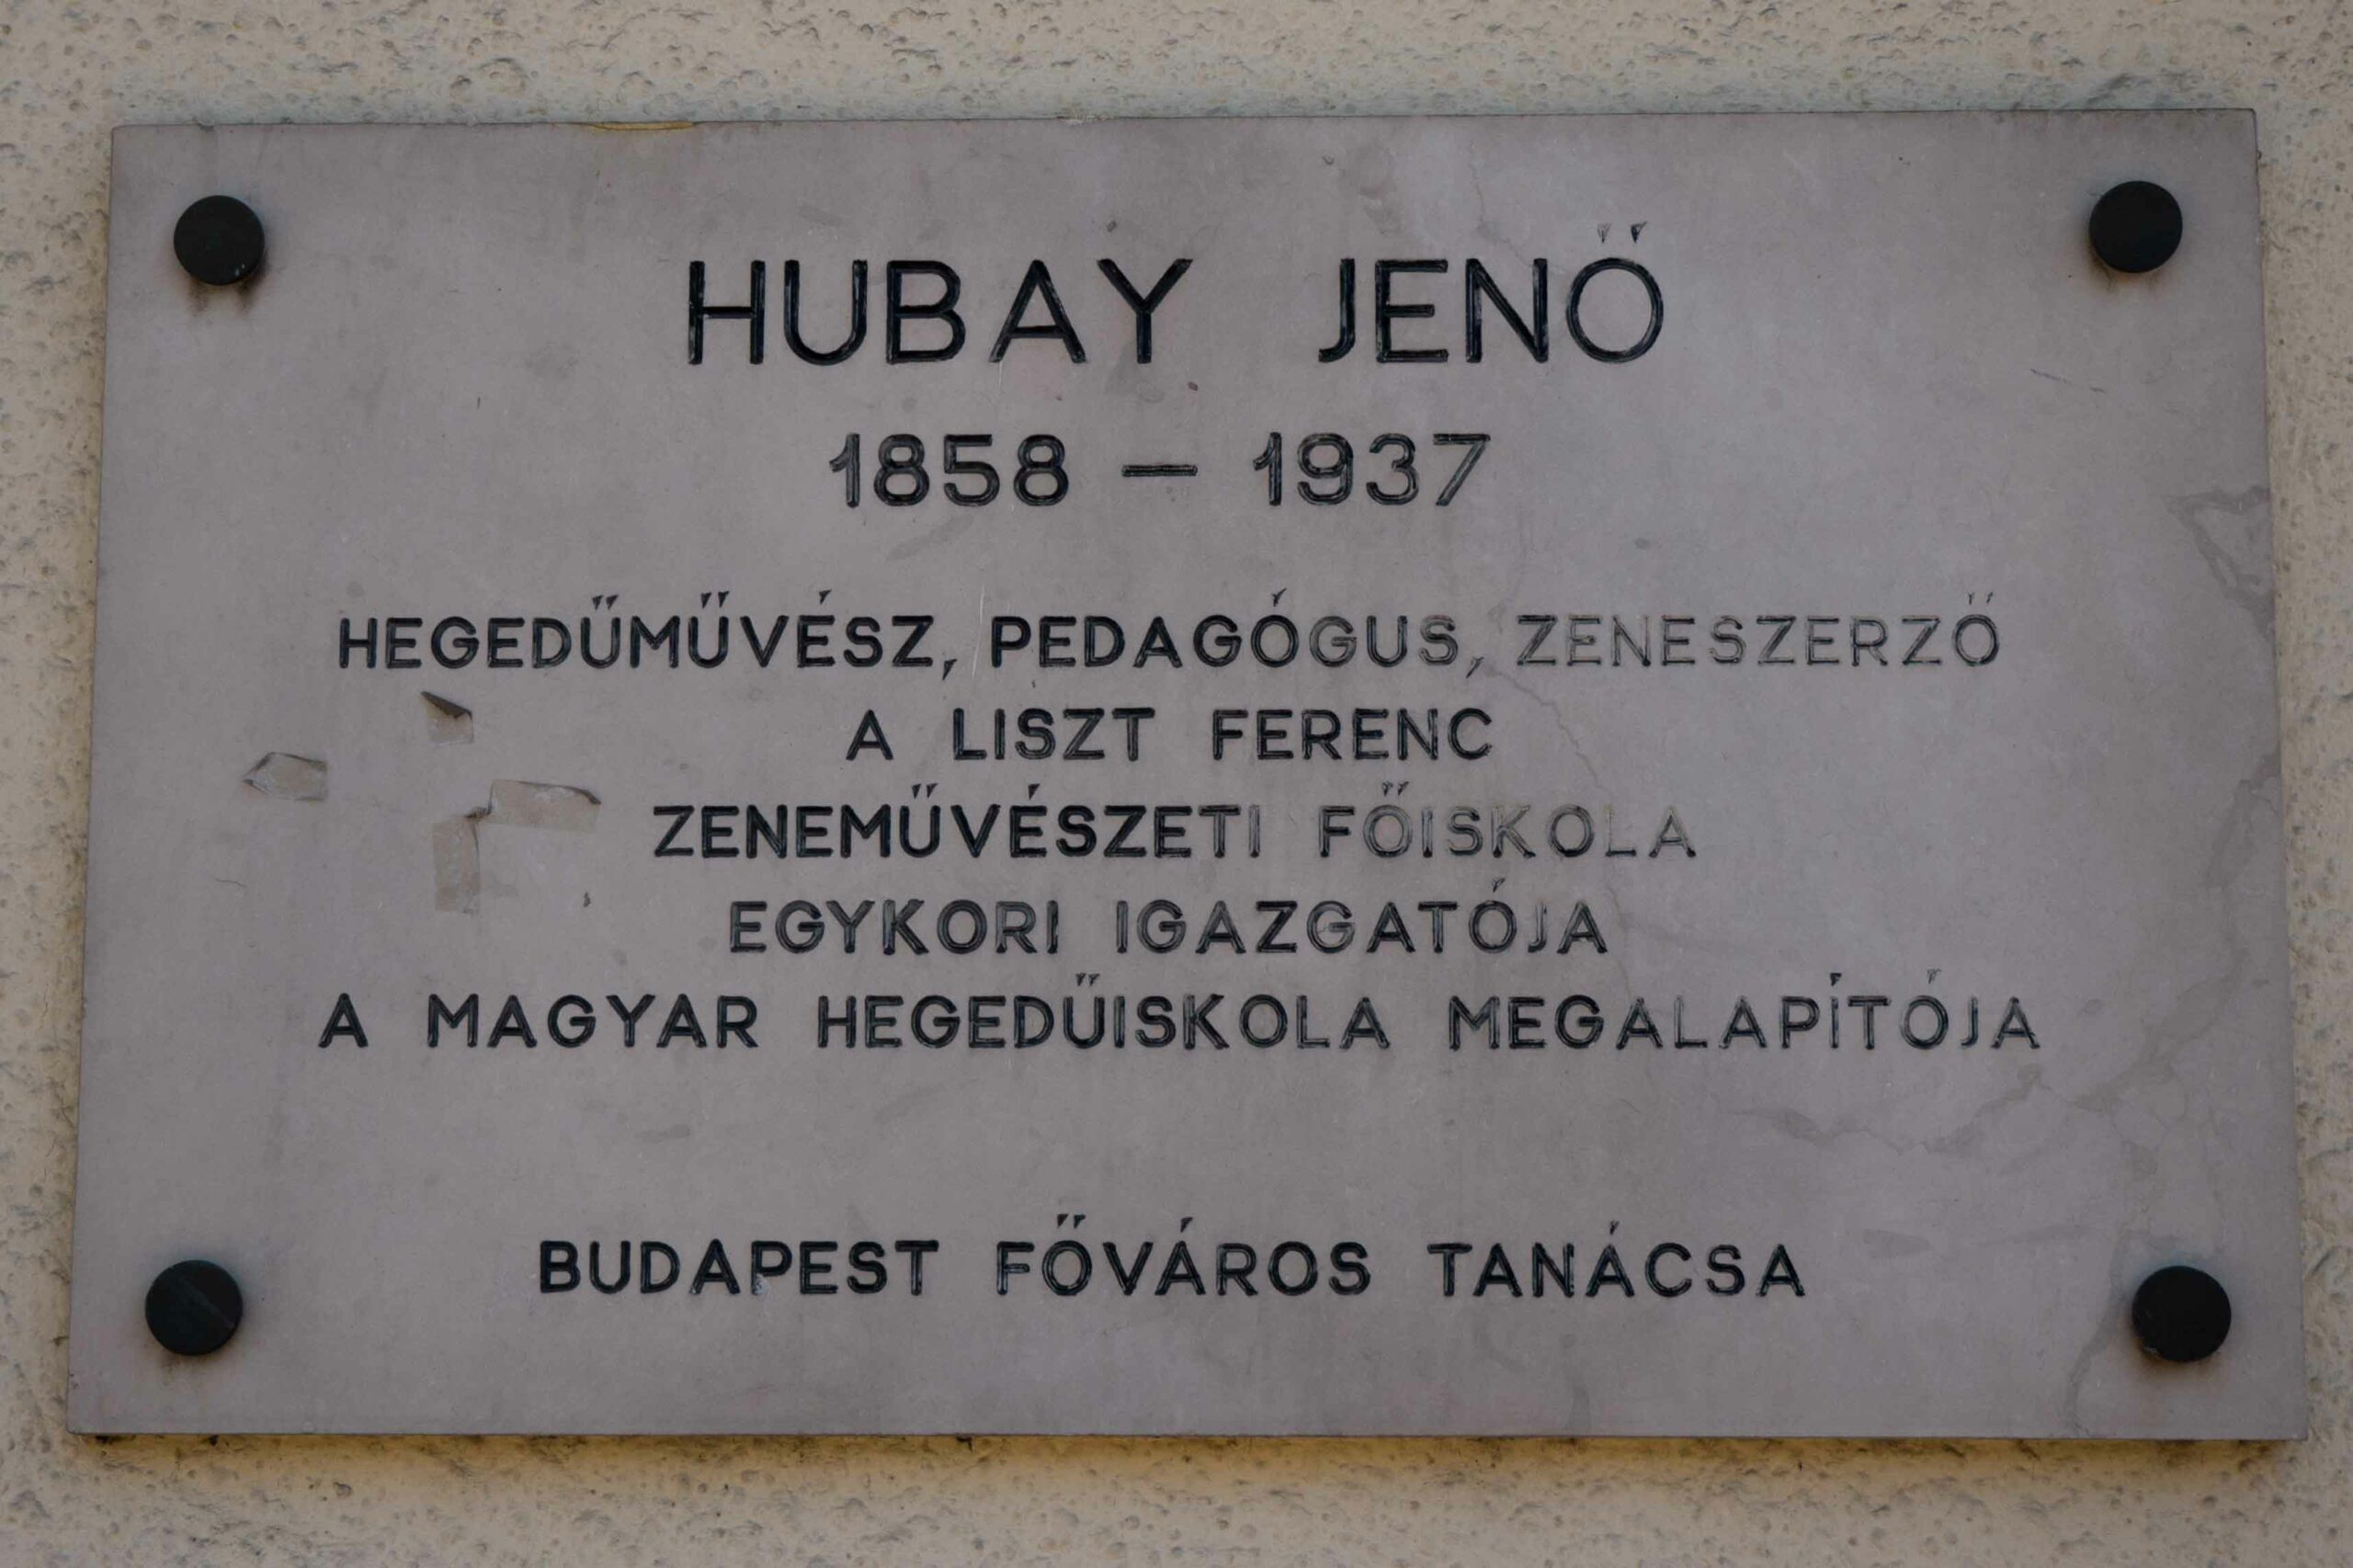 HUBAY JENŐ
1858 – 1937
HEGEDŰMŰVÉSZ, PEDAGÓGUS, ZENESZERZŐ
A LISZT FERENC
ZENEMŰVÉSZETI FŐISKOLA
EGYKORI IGAZGATÓJA
A MAGYAR HEGEDŰISKOLA MEGALAPÍTÓJA
BUDAPEST FŐVÁROS TANÁCSA